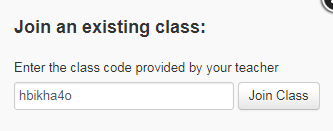 Join an existing class:
Enter the class code provided by your teacher
hbikha4o
Join Class